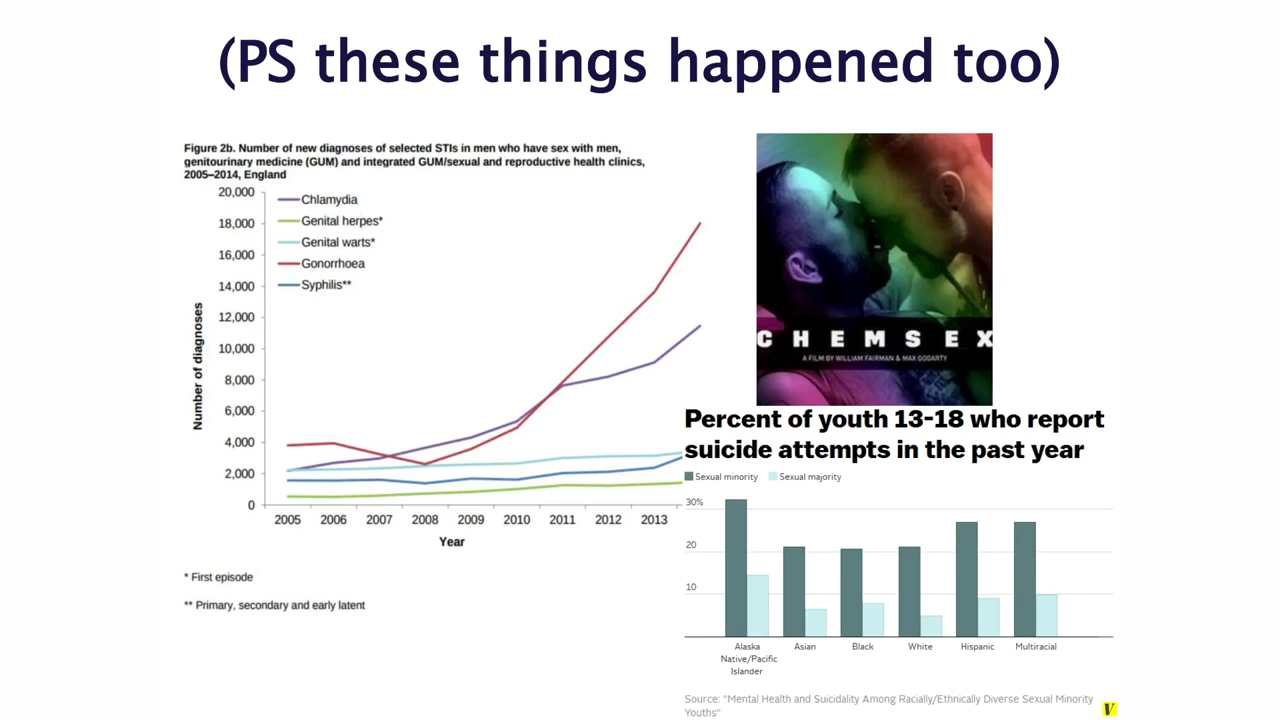 (PS these things happened too)
Figure 2b. Number of new diagnoses of selected STIs in men who have sex with men,
genitourinary medicine (GUM) and integrated GUM/sexual and reproductive health clinics,
2005–2014, England
20,000
18,000
16,000
14,000
12,000
10,000
8,000
6,000
4,000
2,000
0
Number of diagnoses
Chlamydia
Genital herpes*
Genital warts*
Gonorrhoea
Syphilis**
2005 2006 2007 2008 2009 2010 2011 2012 2013
Year
* First episode
** Primary, secondary and early latent
CHEMSEX
A FILM BY WILLIAM FAIRMAN & MAX GOGARTY
Percent of youth 13-18 who report
suicide attempts in the past year
Sexual minority Sexual majority
30%
20
10
Alaska
Native/Pacific
Islander
Asian
Black
White
Hispanic
Multiracial
Source: "Mental Health and Suicidality Among Racially/Ethnically Diverse Sexual Minority
Youths"
V